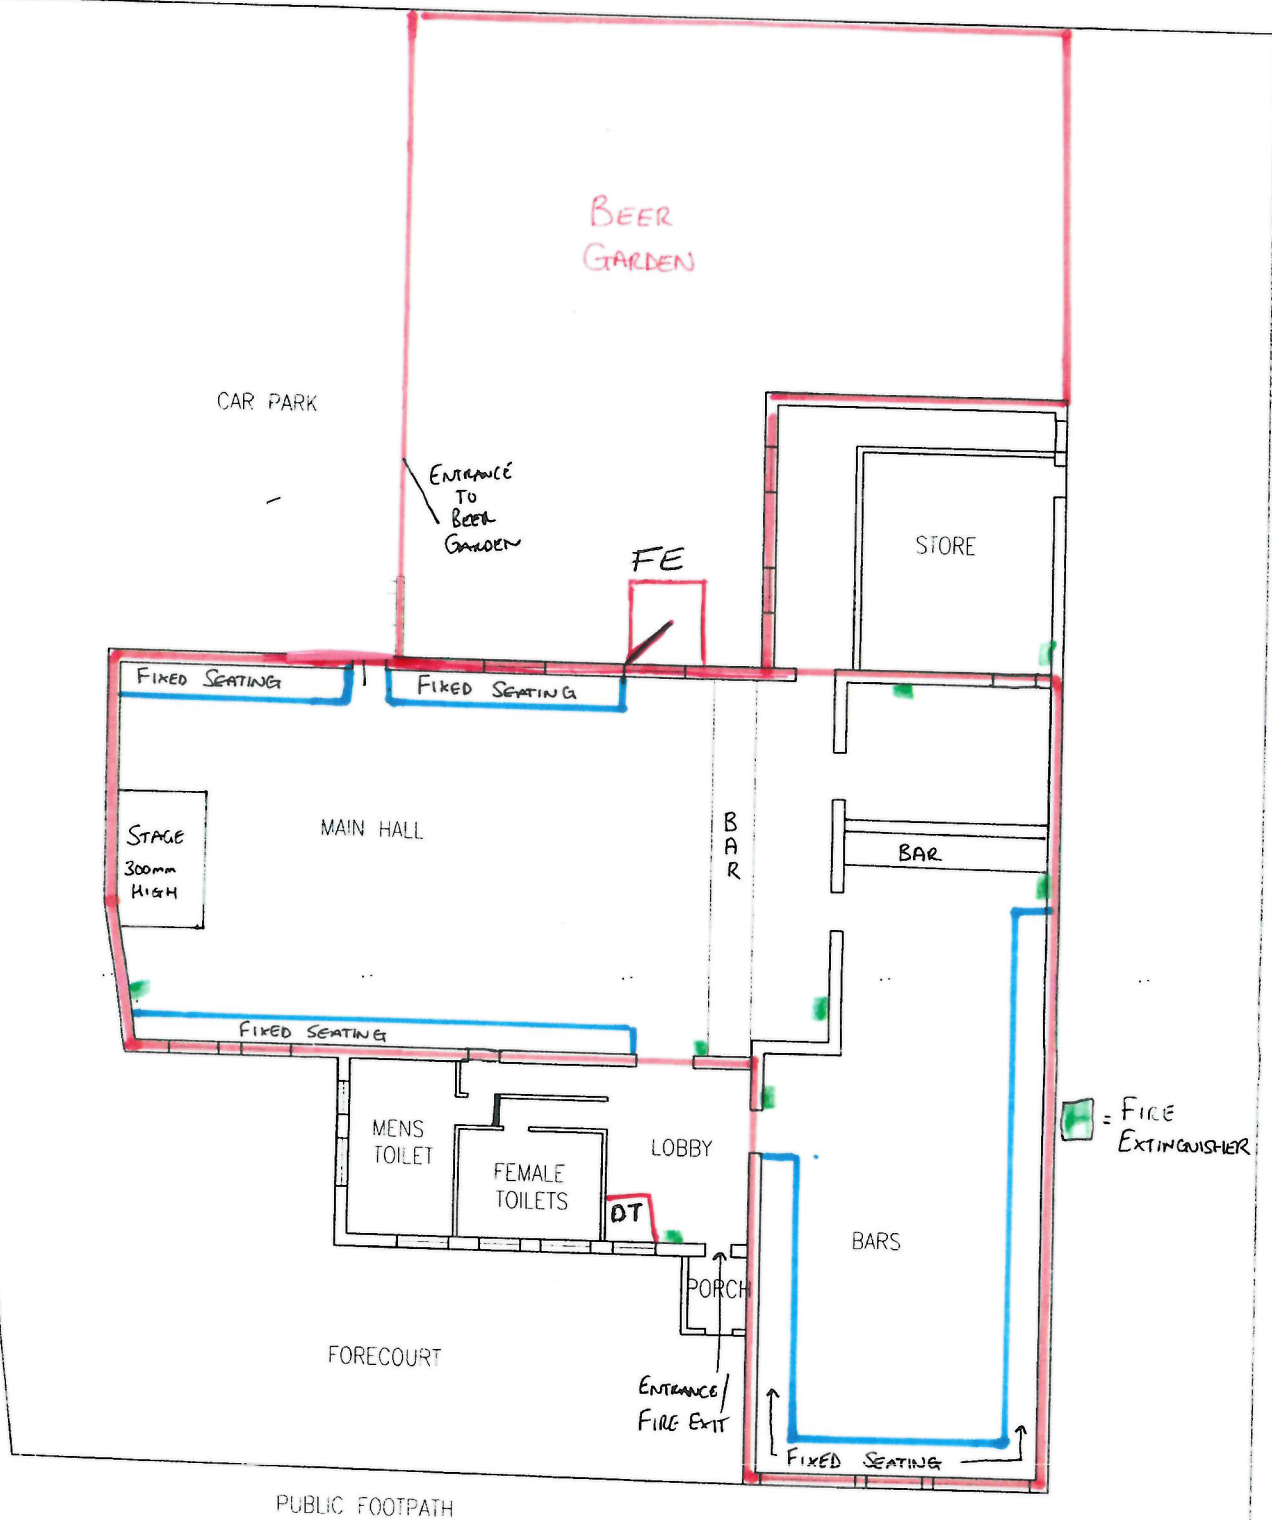 BEER
GARDEN
CAR PARK
ENTRANCE
TO
BEER
GARDEN
FE
STORE
FIXED SEATING
FIXED SEATING
STAGE
300mm
HIGH
MAIN HALL
B
A
R
BAR
FIXED SEATING
MENS
TOILET
FEMALE
TOILETS
LOBBY
DT
= FIRE
EXTINGUISHER
BARS
PORCH
FORECOURT
ENTRANCE/
FIRE EXIT
FIXED SEATING
PUBLIC FOOTPATH